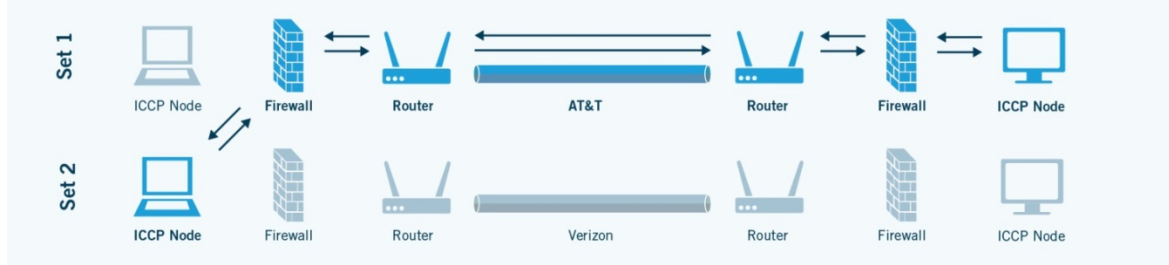 Set 1
ICCP Node
Firewall
Router
AT&T
Router
Firewall
ICCP Node
Set 2
ICCP Node
Firewall
Router
Verizon
Router
Firewall
ICCP Node